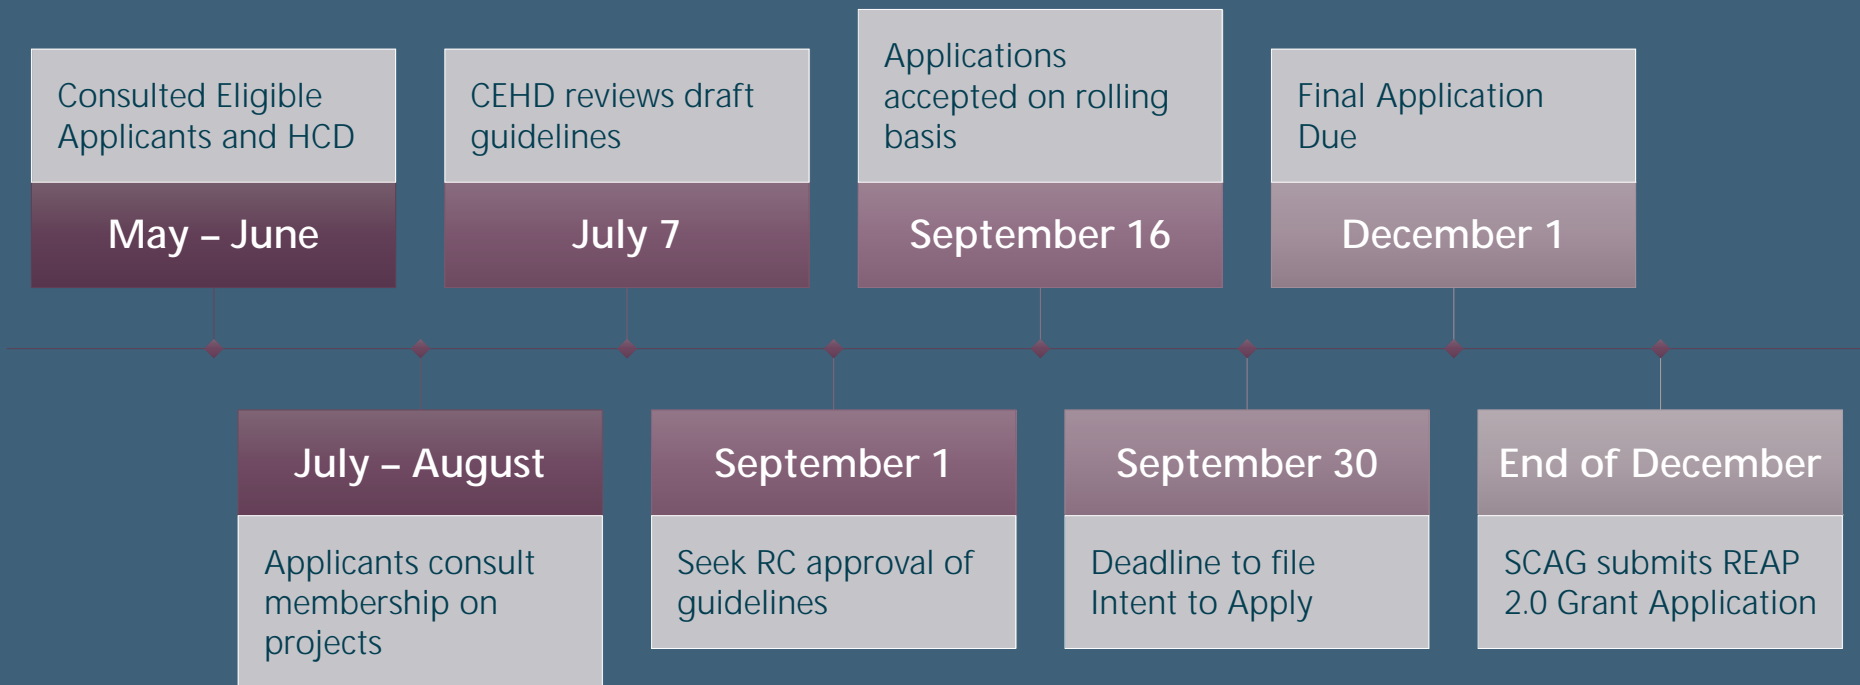 Consulted Eligible
Applicants and HCD
May – June
CEHD reviews draft
guidelines
July 7
Applications
accepted on rolling
basis
September 16
Final Application
Due
December 1
July – August
Applicants consult
membership on
projects
September 1
Seek RC approval of
guidelines
September 30
Deadline to file
Intent to Apply
End of December
SCAG submits REAP
2.0 Grant Application